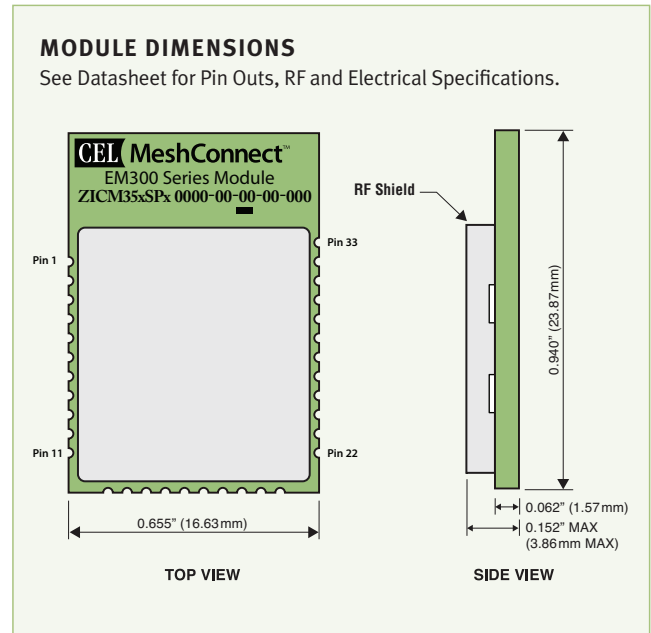 MODULE DIMENSIONS
See Datasheet for Pin Outs, RF and Electrical Specifications.
CEL MeshConnect™
EM300 Series Module
ZICM35xSPx 0000-00-00-00-000
RF Shield
Pin 33
Pin 1
0.940" (23.87mm)
Pin 11
Pin 22
0.062" (1.57mm)
0.655" (16.63mm)
0.152" MAX
(3.86mm MAX)
TOP VIEW
SIDE VIEW